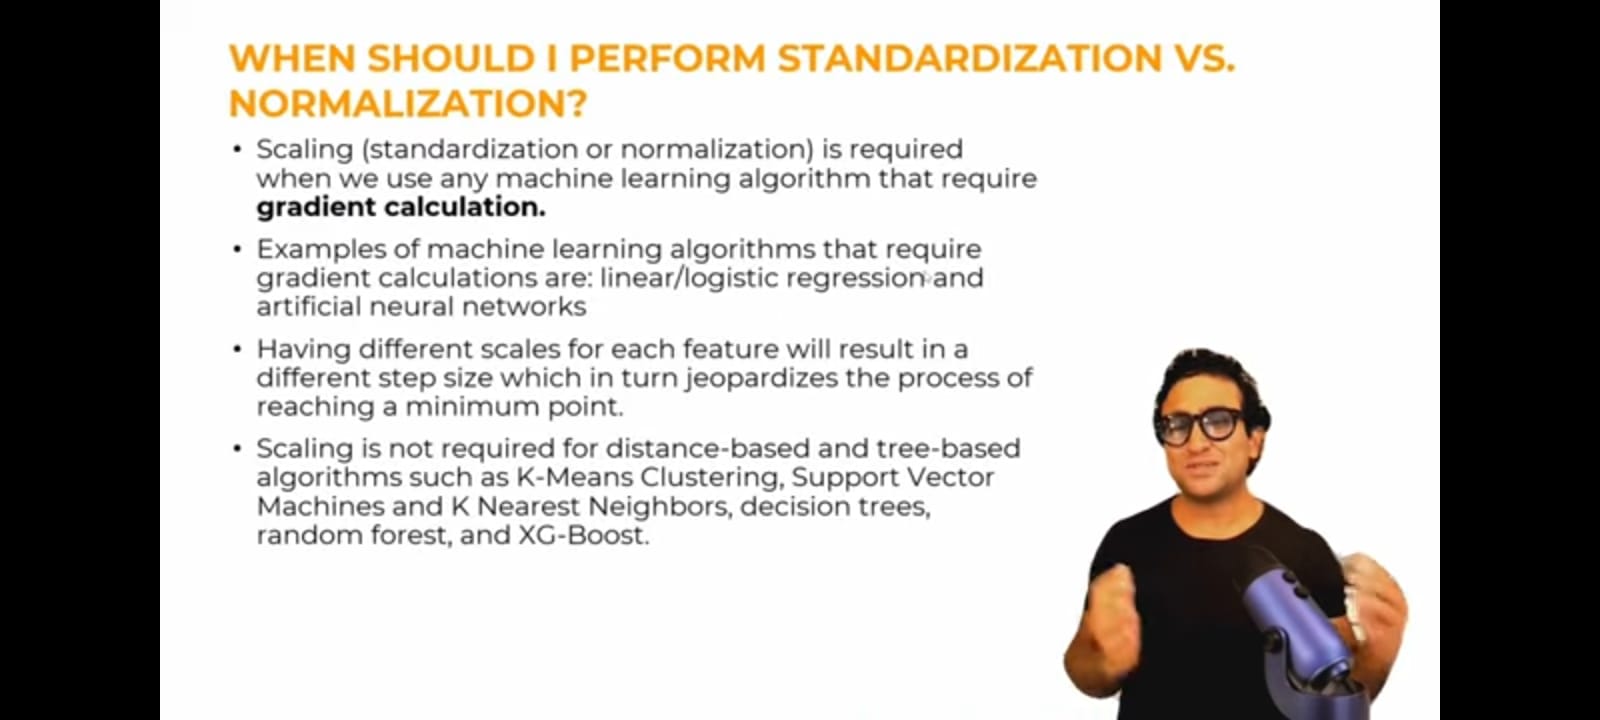 WHEN SHOULD I PERFORM STANDARDIZATION VS.
NORMALIZATION?
• Scaling (standardization or normalization) is required
when we use any machine learning algorithm that require
gradient calculation.
• Examples of machine learning algorithms that require
gradient calculations are: linear/logistic regression and
artificial neural networks
• Having different scales for each feature will result in a
different step size which in turn jeopardizes the process of
reaching a minimum point.
• Scaling is not required for distance-based and tree-based
algorithms such as K-Means Clustering, Support Vector
Machines and K Nearest Neighbors, decision trees,
random forest, and XG-Boost.